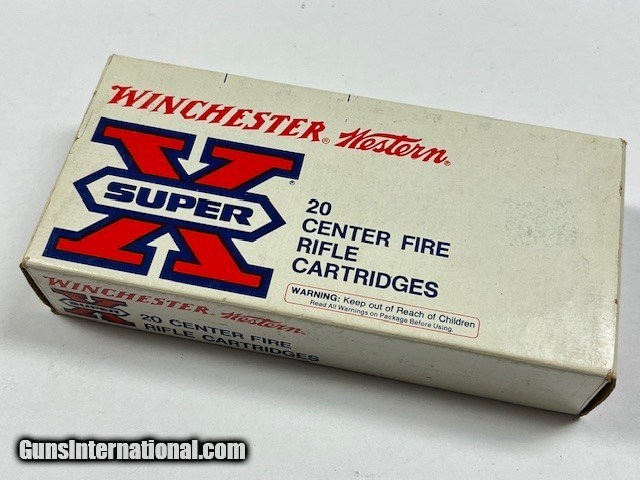 WINCHESTER® Western®
SUPER X®
20
CENTER FIRE
RIFLE
CARTRIDGES
WARNING: Keep out of Reach of Children
Read All Warnings on Package Before Using.
WINCHESTER® Western®
SUPER X
20 CENTER FIRE
RIFLE CARTRIDGES
GunsInternational.com